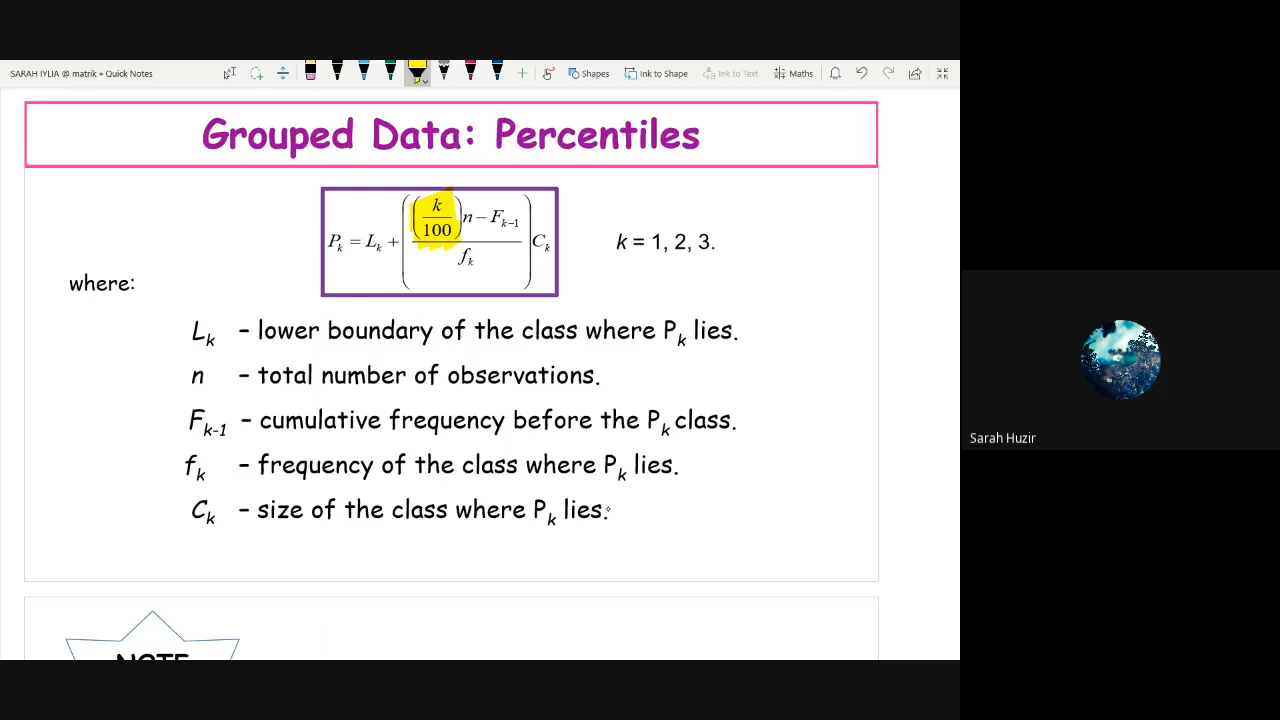 SARAH IYLIA @ matrik » Quick Notes
Shapes
Ink to Shape
Ink to Text
Maths
Grouped Data: Percentiles
P_k = L_k + (((k/100)n − F_{k−1})/f_k) C_k
k = 1, 2, 3.
where:
L_k – lower boundary of the class where P_k lies.
n – total number of observations.
F_{k-1} – cumulative frequency before the P_k class.
f_k – frequency of the class where P_k lies.
C_k – size of the class where P_k lies.
NOTE
Sarah Huzir